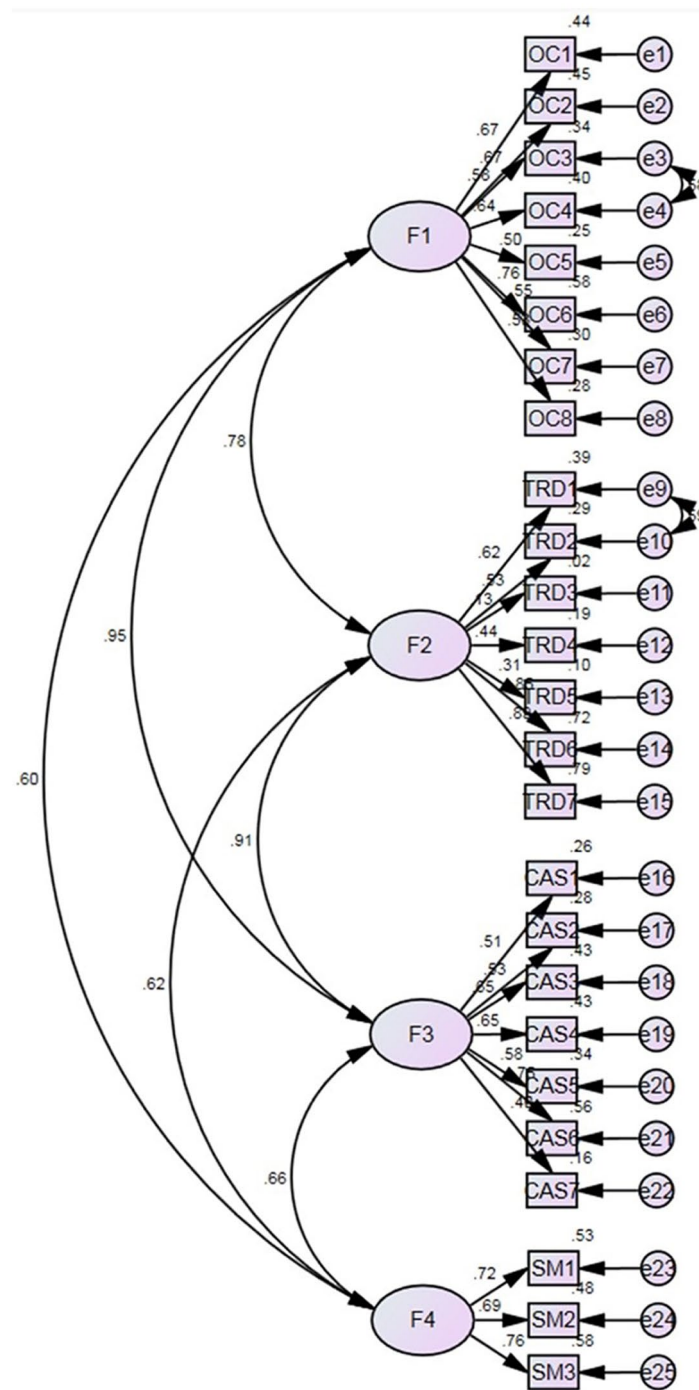 .44
OC1 e1
.45
OC2 e2
.34
.67
OC3 e3
.67
.58
.40
.64
OC4 e4
.25
F1
.50
OC5 e5
.76
.58
.55
OC6 e6
.30
OC7 e7
.28
OC8 e8
.78
.39
TRD1 e9
.29
TRD2 e10
.62
.02
.53
.13
TRD3 e11
.19
.95
.44
F2
TRD4 e12
.31
.10
TRD5 e13
.72
TRD6 e14
.79
.60
TRD7 e15
.91
.26
CAS1 e16
.28
CAS2 e17
.51
.43
.53
.65
CAS3 e18
.62
.43
.65
F3
CAS4 e19
.58
.34
CAS5 e20
.56
CAS6 e21
.16
.66
CAS7 e22
.53
.72
SM1 e23
.48
.69
F4
SM2 e24
.76
.58
SM3 e25